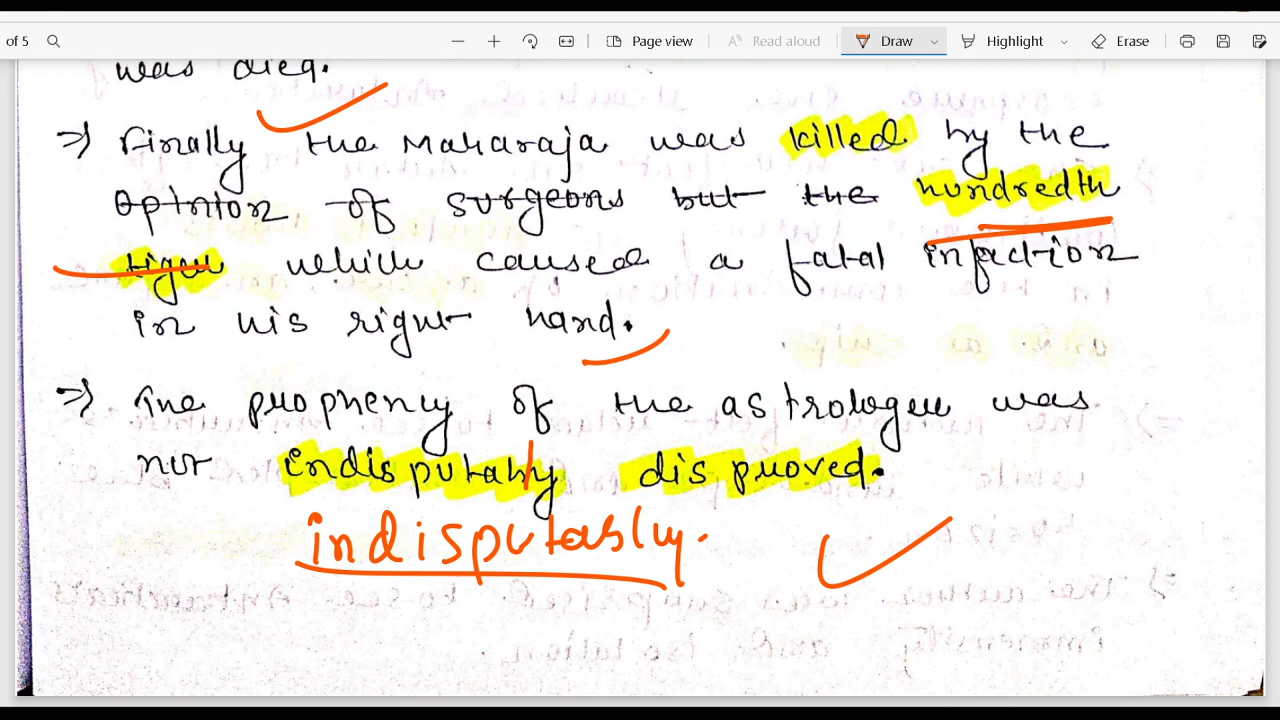 of 5 Page view Read aloud Draw Highlight Erase
was died.
⇒ Finally the Maharaja was killed by the
opinion of surgeons but the hundredth
tiger which caused a fatal infection
in his right hand.
⇒ The prophency of the astrologer was
not indisputably disproved.
indisputably.